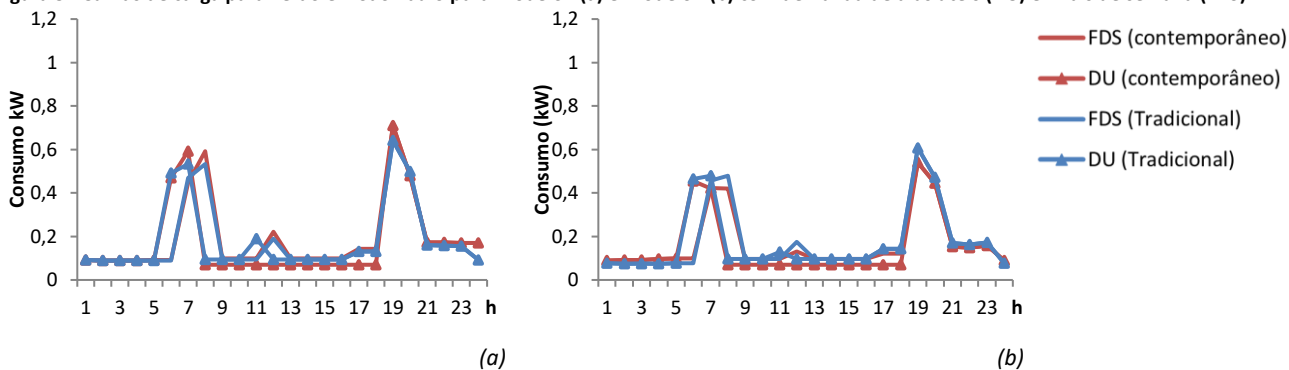 1,2
1
0,8
0,6
0,4
0,2
0
Consumo kW
1 3 5 7 9 11 13 15 17 19 21 23 h
(a)
1,2
1
0,8
0,6
0,4
0,2
0
Consumo (kW)
1 3 5 7 9 11 13 15 17 19 21 23 h
(b)
FDS (contemporâneo)
DU (contemporâneo)
FDS (Tradicional)
DU (Tradicional)